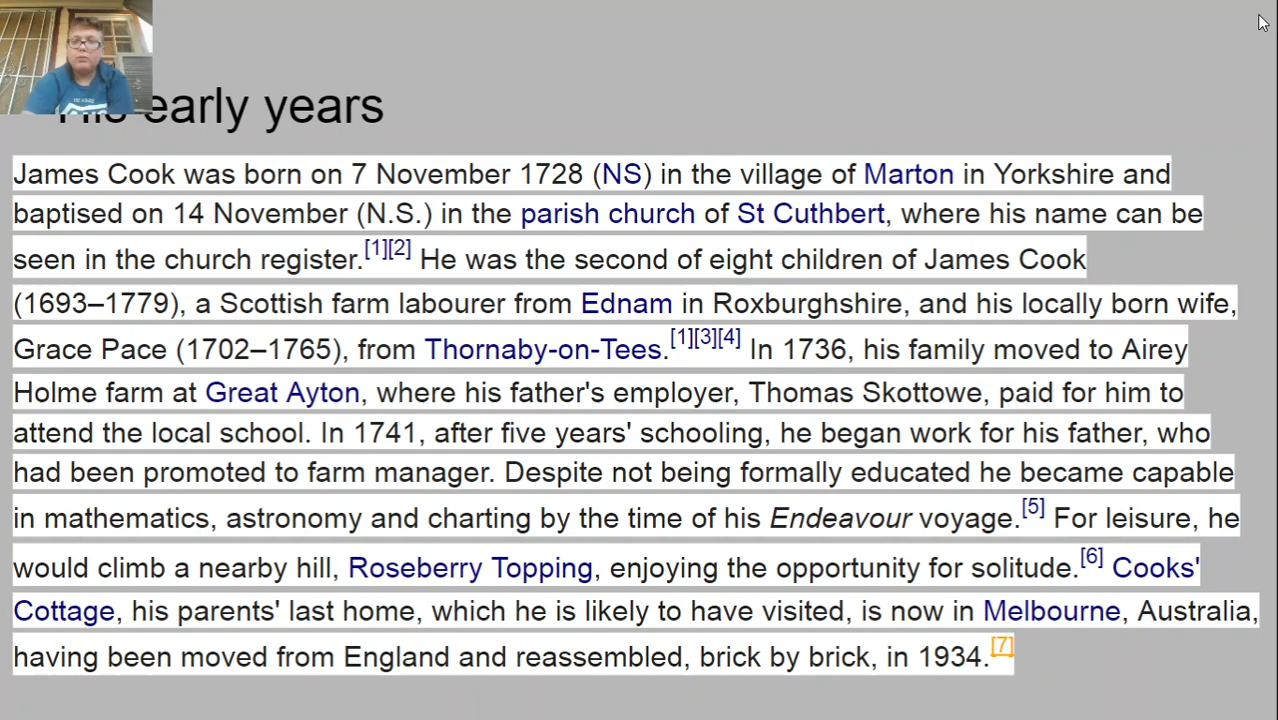 His early years
James Cook was born on 7 November 1728 (NS) in the village of Marton in Yorkshire and
baptised on 14 November (N.S.) in the parish church of St Cuthbert, where his name can be
seen in the church register.[1][2] He was the second of eight children of James Cook
(1693–1779), a Scottish farm labourer from Ednam in Roxburghshire, and his locally born wife,
Grace Pace (1702–1765), from Thornaby-on-Tees.[1][3][4] In 1736, his family moved to Airey
Holme farm at Great Ayton, where his father's employer, Thomas Skottowe, paid for him to
attend the local school. In 1741, after five years' schooling, he began work for his father, who
had been promoted to farm manager. Despite not being formally educated he became capable
in mathematics, astronomy and charting by the time of his Endeavour voyage.[5] For leisure, he
would climb a nearby hill, Roseberry Topping, enjoying the opportunity for solitude.[6] Cooks'
Cottage, his parents' last home, which he is likely to have visited, is now in Melbourne, Australia,
having been moved from England and reassembled, brick by brick, in 1934.[7]